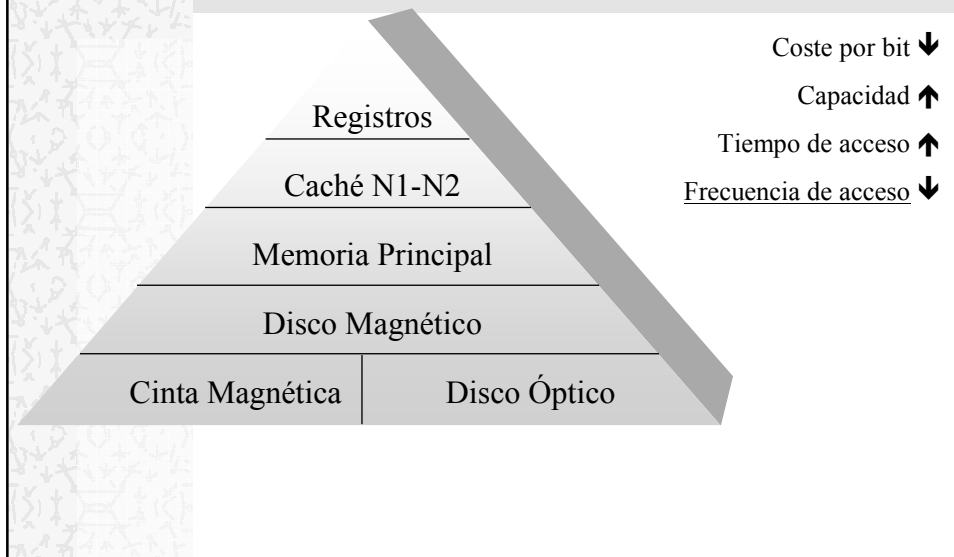 Registros
Caché N1-N2
Memoria Principal
Disco Magnético
Cinta Magnética
Disco Óptico
Coste por bit 🡻
Capacidad 🡹
Tiempo de acceso 🡹
Frecuencia de acceso 🡻